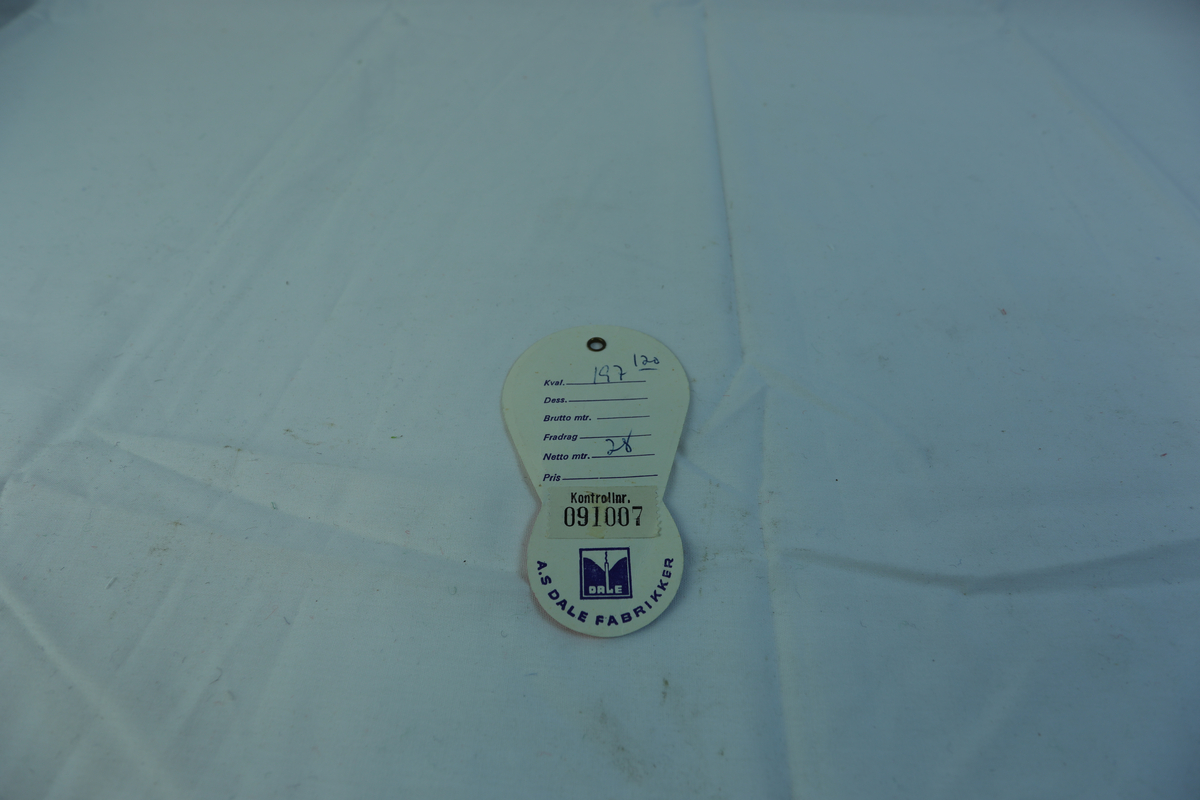 120
Kval. 197
Dess.
Brutto mtr.
Fradrag
Netto mtr. 28
Pris
Kontrollnr.
091007
DALE
A.S DALE FABRIKKER